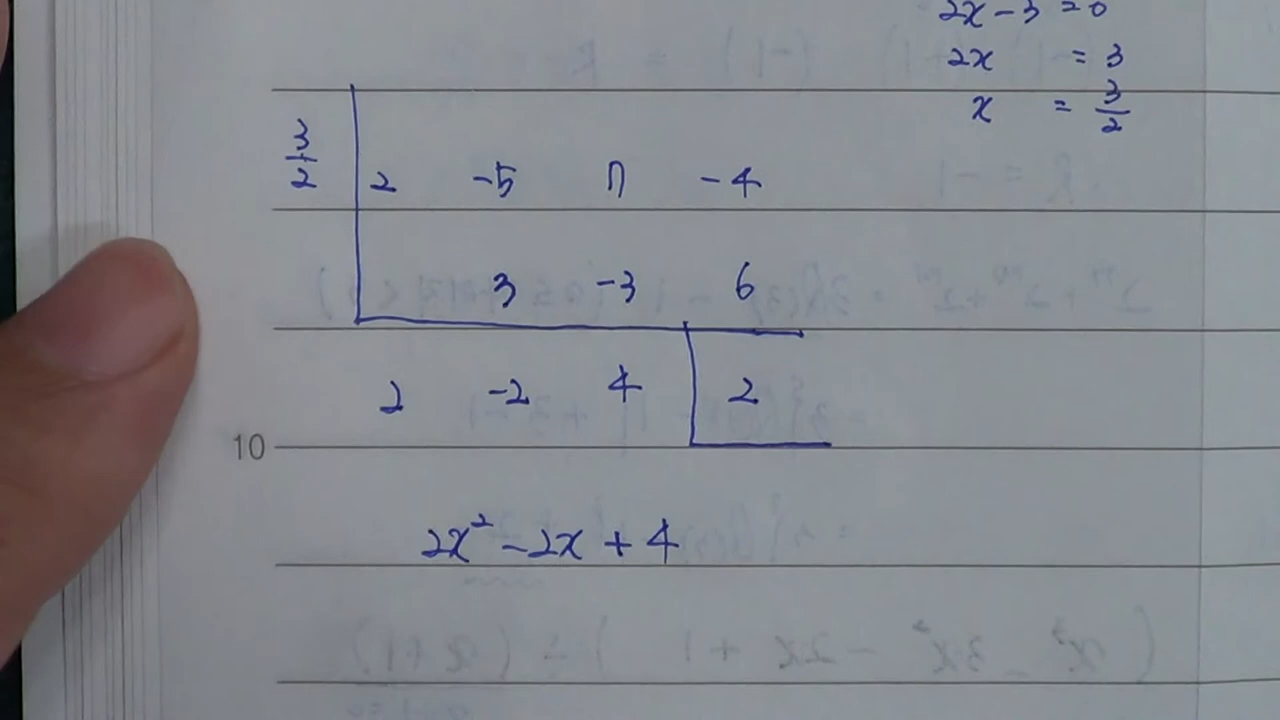 2x-3 =0
2x = 3
x = 3/2
3/2 | 2 -5 7 -4
3 -3 6
2 -2 4 | 2
10
2x² -2x + 4